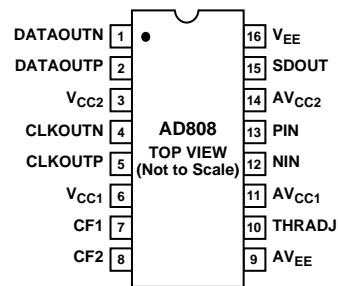 DATAOUTN 1 16 VEE
DATAOUTP 2 15 SDOUT
VCC2 3 14 AVCC2
CLKOUTN 4 AD808 13 PIN
CLKOUTP 5 TOP VIEW 12 NIN
(Not to Scale)
VCC1 6 11 AVCC1
CF1 7 10 THRADJ
CF2 8 9 AVEE